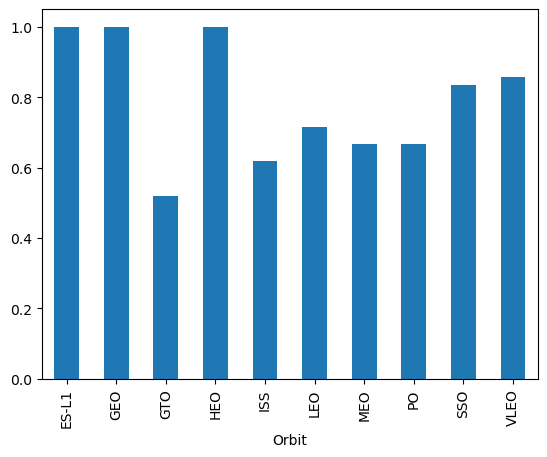 1.0
0.8
0.6
0.4
0.2
0.0
ES-L1
GEO
GTO
HEO
ISS
LEO
MEO
PO
SSO
VLEO
Orbit